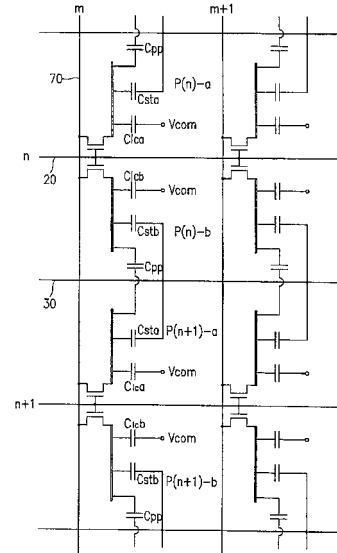 m m+1
Cpp
70 P(n)-a
Csta
Clca Vcom
n
20 Clcb Vcom
P(n)-b
Cstb
Cpp
30
Csta P(n+1)-a
Clca Vcom
n+1
Clcb Vcom
Cstb P(n+1)-b
Cpp